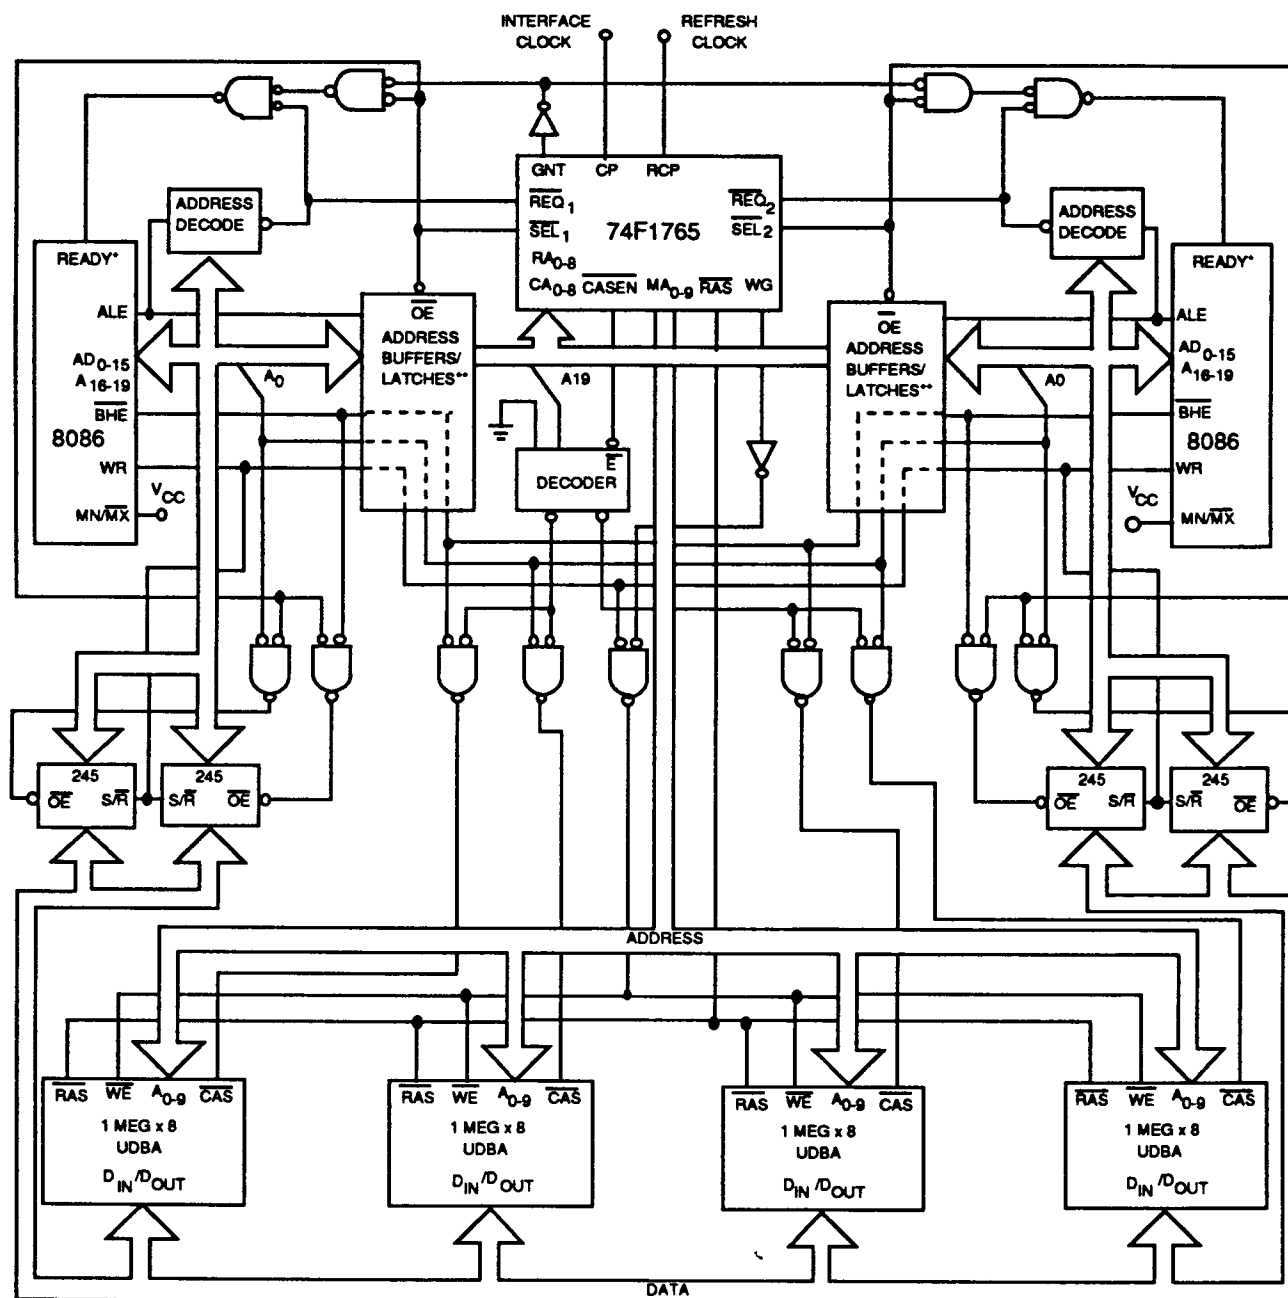 INTERFACE CLOCK
REFRESH CLOCK
GNT CP RCP
REQ1 REQ2
SEL1 74F1765 SEL2
RA0-8
CA0-8 CASEN MA0-9 RAS WG
ADDRESS DECODE
ADDRESS DECODE
READY*
ALE
AD0-15
A16-19
BHE
8086
WR
VCC
MN/MX
A0
OE
ADDRESS
BUFFERS/
LATCHES**
A19
E
DECODER
OE
ADDRESS
BUFFERS/
LATCHES**
A0
READY*
ALE
AD0-15
A16-19
BHE
8086
WR
VCC
MN/MX
245
OE S/R
245
S/R OE
245
OE S/R
245
S/R OE
ADDRESS
RAS WE A0-9 CAS
1 MEG x 8
UDBA
DIN/DOUT
RAS WE A0-9 CAS
1 MEG x 8
UDBA
DIN/DOUT
RAS WE A0-9 CAS
1 MEG x 8
UDBA
DIN/DOUT
RAS WE A0-9 CAS
1 MEG x 8
UDBA
DIN/DOUT
DATA